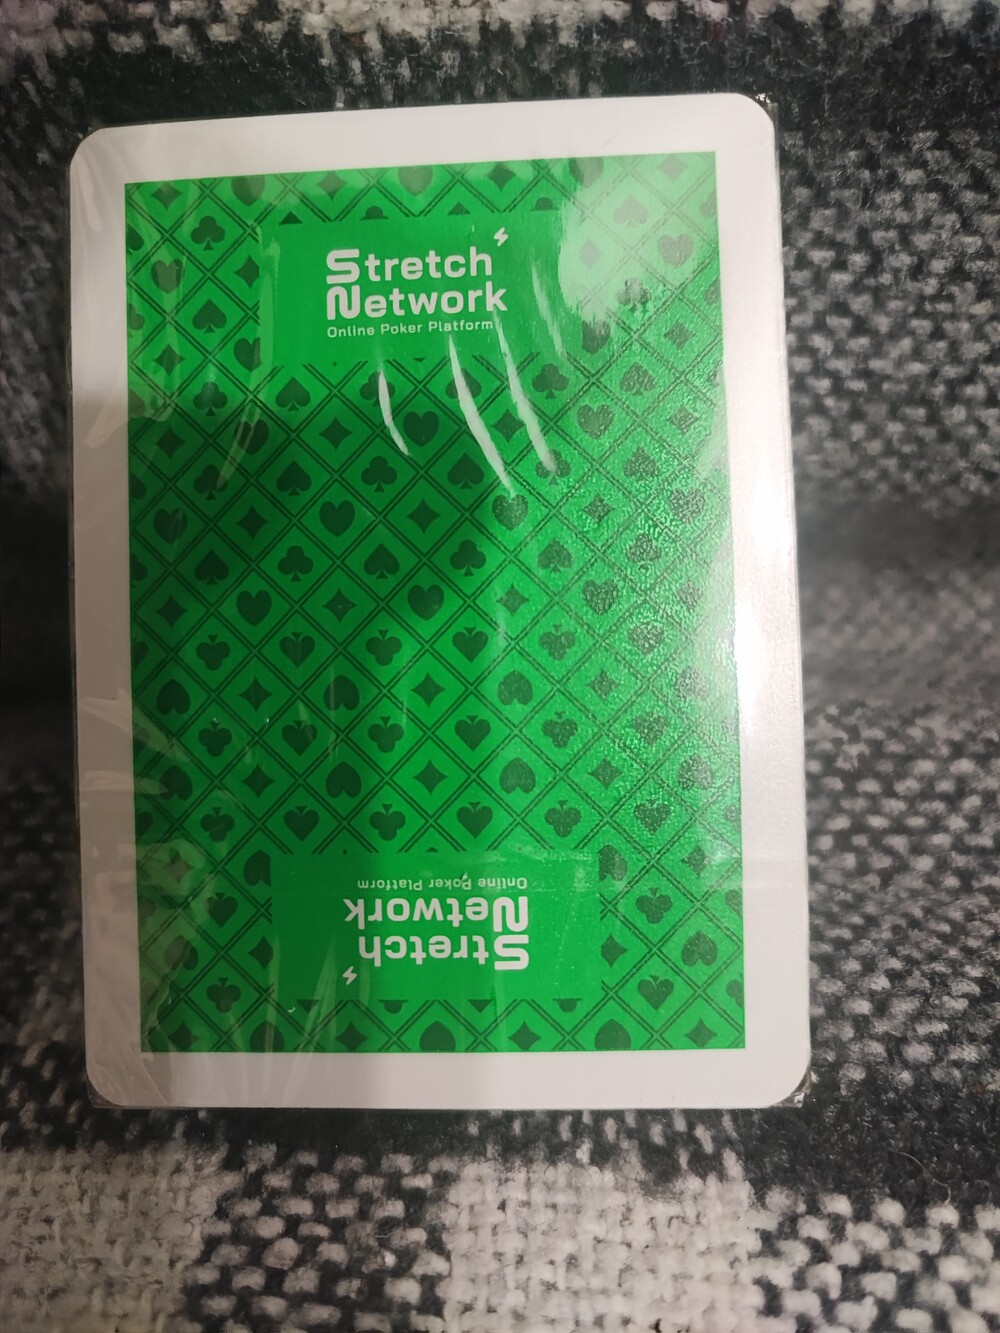 Stretch
Network
Online Poker Platform
Stretch
Network
Online Poker Platform